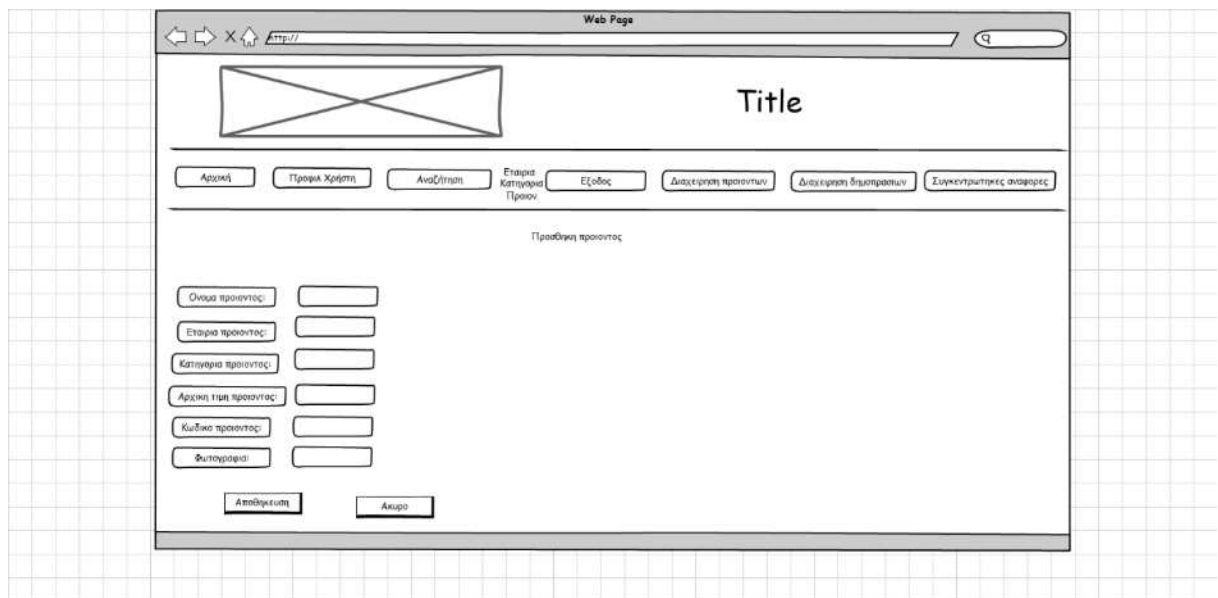 Web Page
http://
Title
Αρχική
Προφιλ Χρήστη
Αναζήτηση
Εταιρια
Κατηγορια
Προιον
Εξοδος
Διαχειρηση προιοντων
Διαχειρηση δημοπρασιων
Συγκεντρωτηκες αναφορες
Προσθηκη προιοντος
Ονομα προιοντος:
Εταιρια προιοντος:
Κατηγορια προιοντος:
Αρχικη τιμη προιοντος:
Κωδικο προιοντος:
Φωτογραφια:
Αποθηκευση
Ακυρο